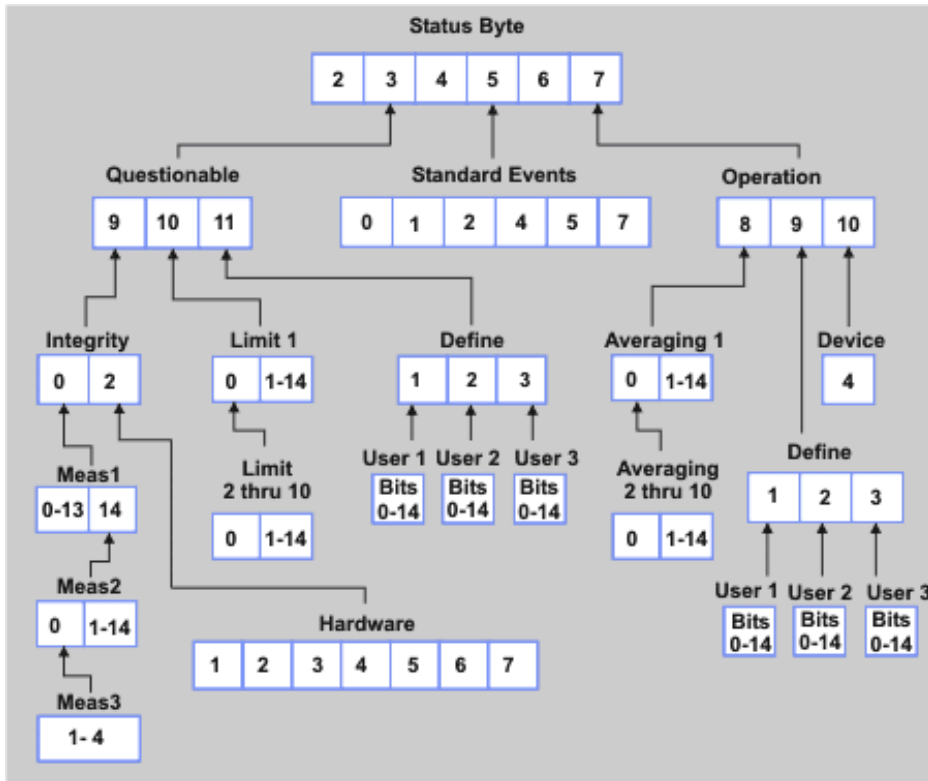 Status Byte
2 3 4 5 6 7
Questionable Standard Events Operation
9 10 11 0 1 2 4 5 7 8 9 10
Integrity Limit 1 Define Averaging 1 Device
0 2 0 1-14 1 2 3 0 1-14 4
Meas1
0-13 14
Limit
2 thru 10
0 1-14
User 1 User 2 User 3
Bits Bits Bits
0-14 0-14 0-14
Averaging
2 thru 10
0 1-14
Define
1 2 3
User 1 User 2 User 3
Bits Bits Bits
0-14 0-14 0-14
Meas2
0 1-14
Hardware
1 2 3 4 5 6 7
Meas3
1- 4